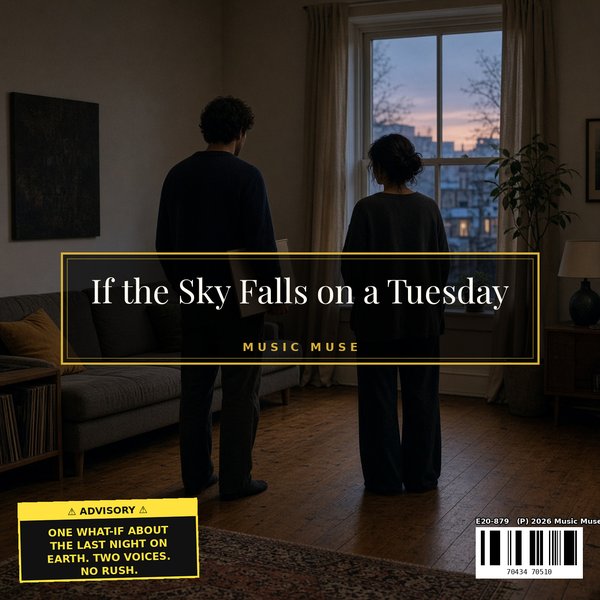 If the Sky Falls on a Tuesday
MUSIC MUSE
⚠ ADVISORY ⚠
ONE WHAT-IF ABOUT
THE LAST NIGHT ON
EARTH. TWO VOICES.
NO RUSH.
E20-879 (P) 2026 Music Muse
70434 70510